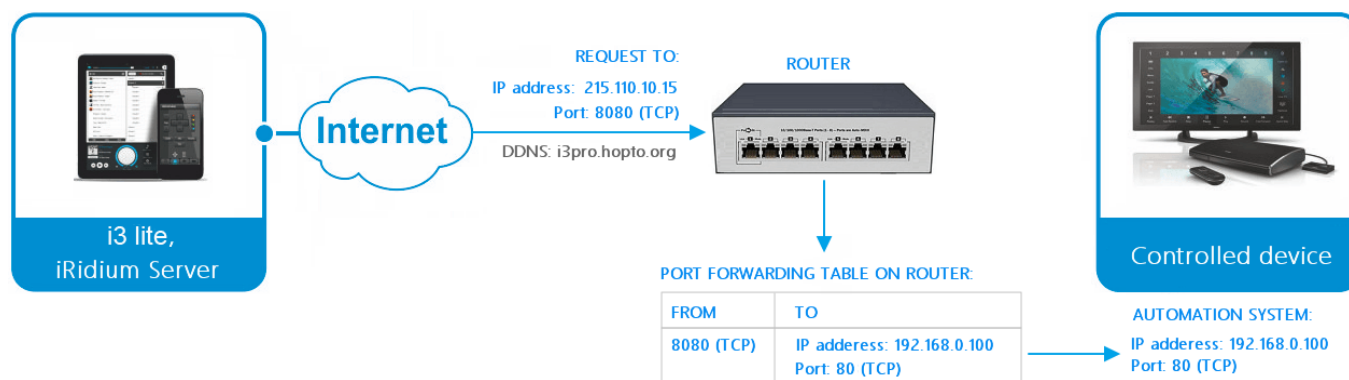 i3 lite,
iRidium Server
Internet
REQUEST TO:
IP address: 215.110.10.15
Port: 8080 (TCP)
DDNS: i3pro.hopto.org
ROUTER
PORT FORWARDING TABLE ON ROUTER:
FROM TO
8080 (TCP) IP adderess: 192.168.0.100
Port: 80 (TCP)
Controlled device
AUTOMATION SYSTEM:
IP adderess: 192.168.0.100
Port: 80 (TCP)